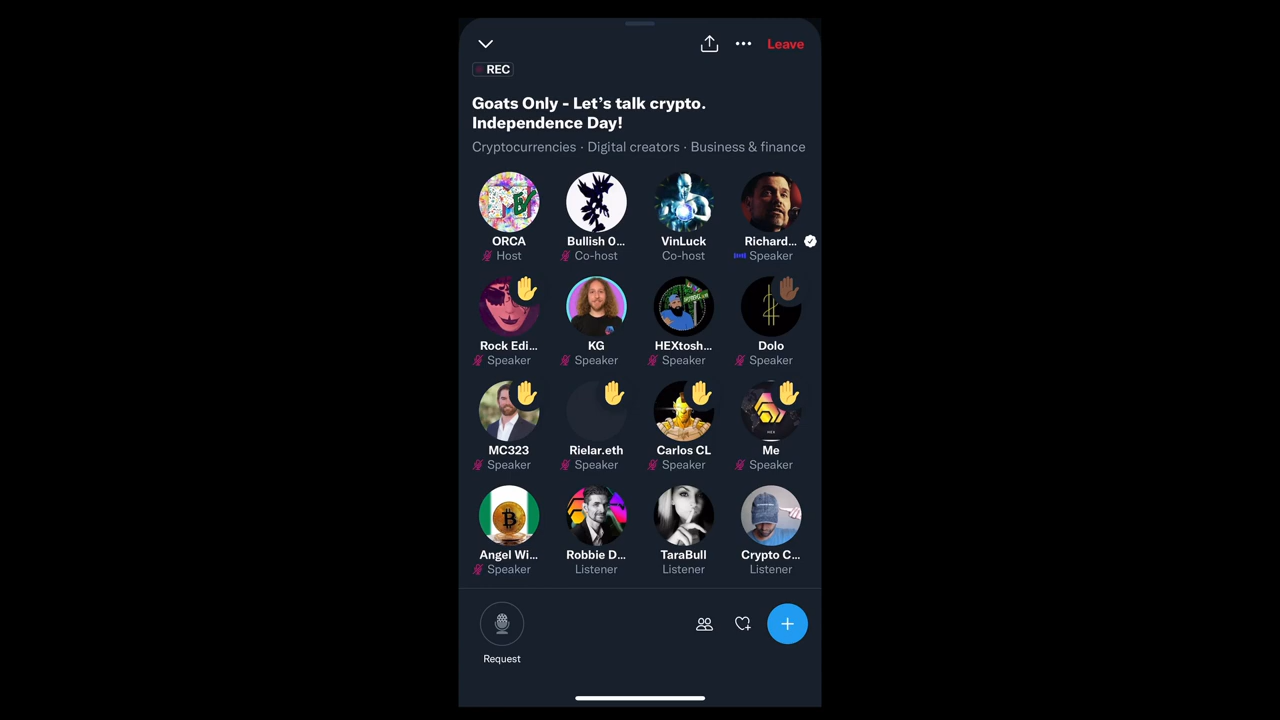 Leave
REC
Goats Only - Let's talk crypto.
Independence Day!
Cryptocurrencies · Digital creators · Business & finance
ORCA
Bullish 0...
VinLuck
Richard...
Host
Co-host
Co-host
Speaker
Rock Edi...
KG
HEXtosh...
Dolo
Speaker
Speaker
Speaker
Speaker
MC323
Rielar.eth
Carlos CL
Me
Speaker
Speaker
Speaker
Speaker
Angel Wi...
Robbie D...
TaraBull
Crypto C...
Speaker
Listener
Listener
Listener
Request